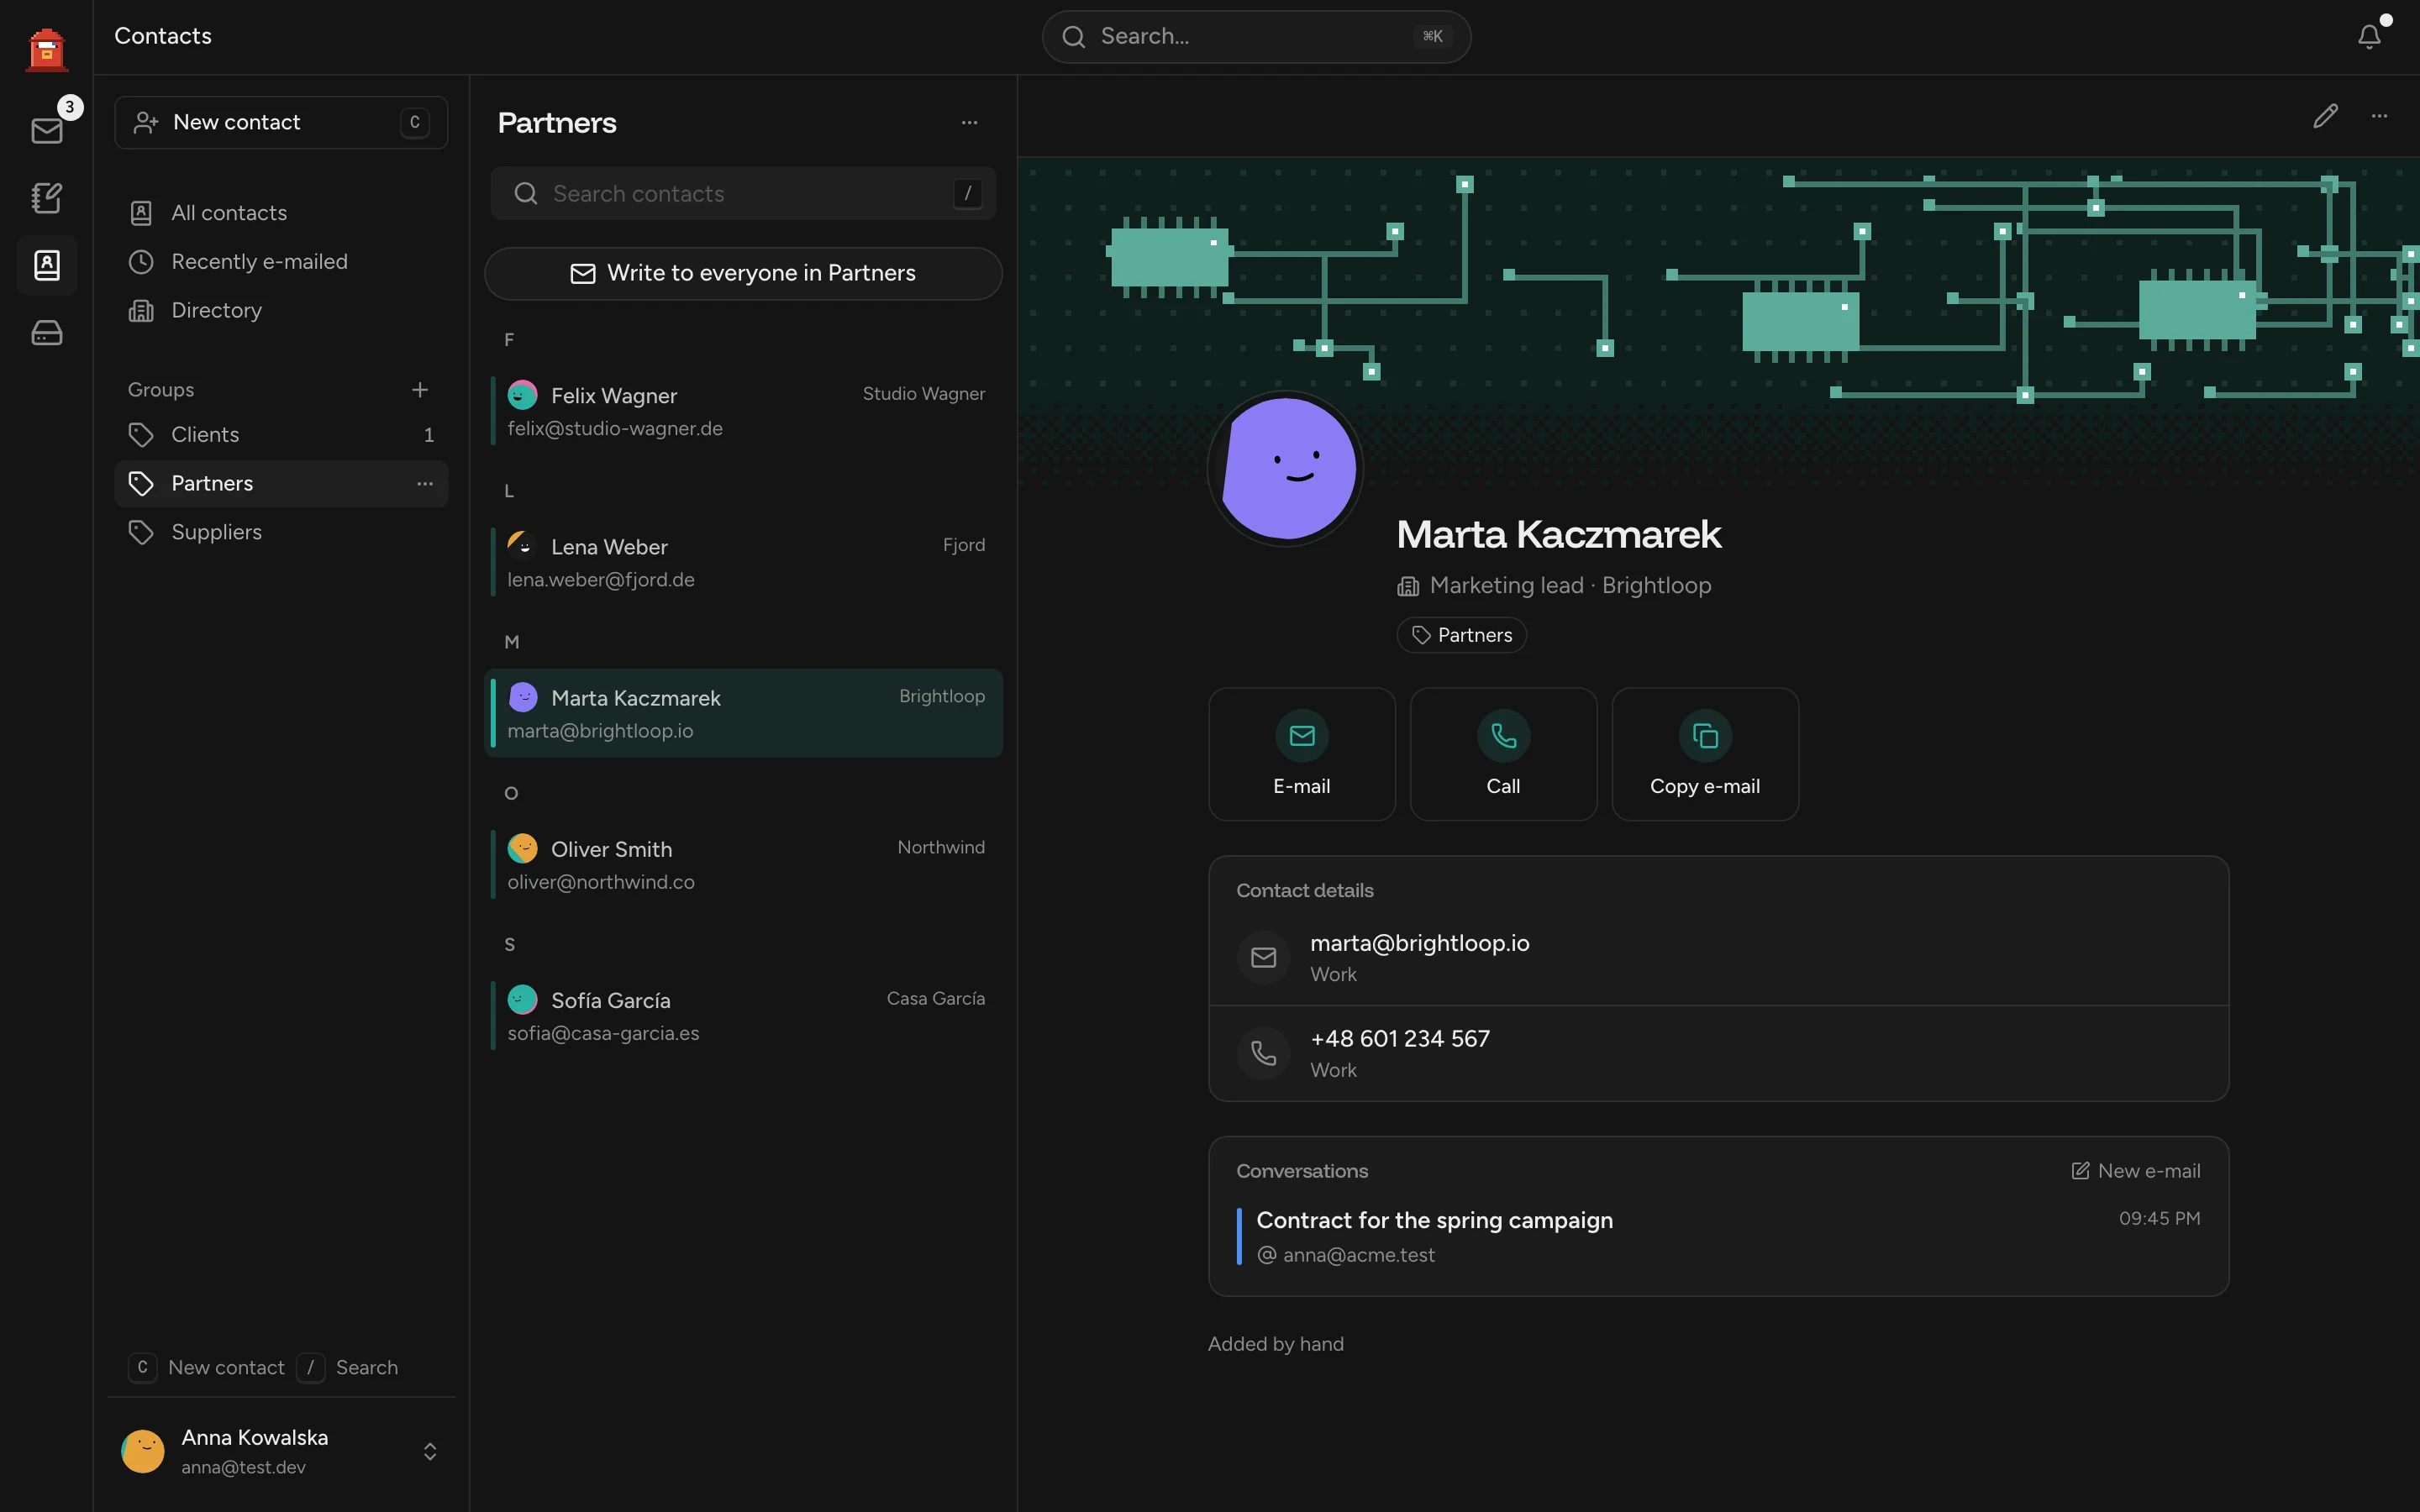 Contacts
Search...
⌘K
3
New contact
C
All contacts
Recently e-mailed
Directory
Groups
Clients
1
Partners
Suppliers
C New contact / Search
Anna Kowalska
anna@test.dev
Partners
Search contacts
/
Write to everyone in Partners
F
Felix Wagner
Studio Wagner
felix@studio-wagner.de
L
Lena Weber
Fjord
lena.weber@fjord.de
M
Marta Kaczmarek
Brightloop
marta@brightloop.io
O
Oliver Smith
Northwind
oliver@northwind.co
S
Sofía García
Casa García
sofia@casa-garcia.es
Marta Kaczmarek
Marketing lead · Brightloop
Partners
E-mail
Call
Copy e-mail
Contact details
marta@brightloop.io
Work
+48 601 234 567
Work
Conversations
New e-mail
Contract for the spring campaign
09:45 PM
@ anna@acme.test
Added by hand